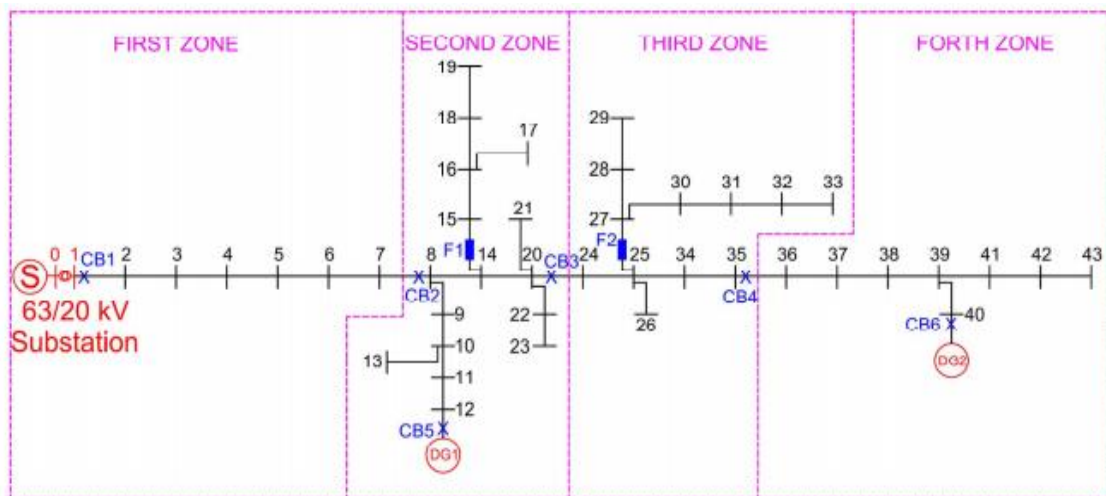 FIRST ZONE
SECOND ZONE
THIRD ZONE
FORTH ZONE
19
18
17
16
15
21
F1
29
28
30 31 32 33
27
F2
0 1 CB1 2 3 4 5 6 7 8 14 20 CB3 24 25 34 35 36 37 38 39 41 42 43
S
CB2
CB4
63/20 kV
Substation
9
22
26
40
CB6
10
23
13
11
DG2
12
CB5
DG1